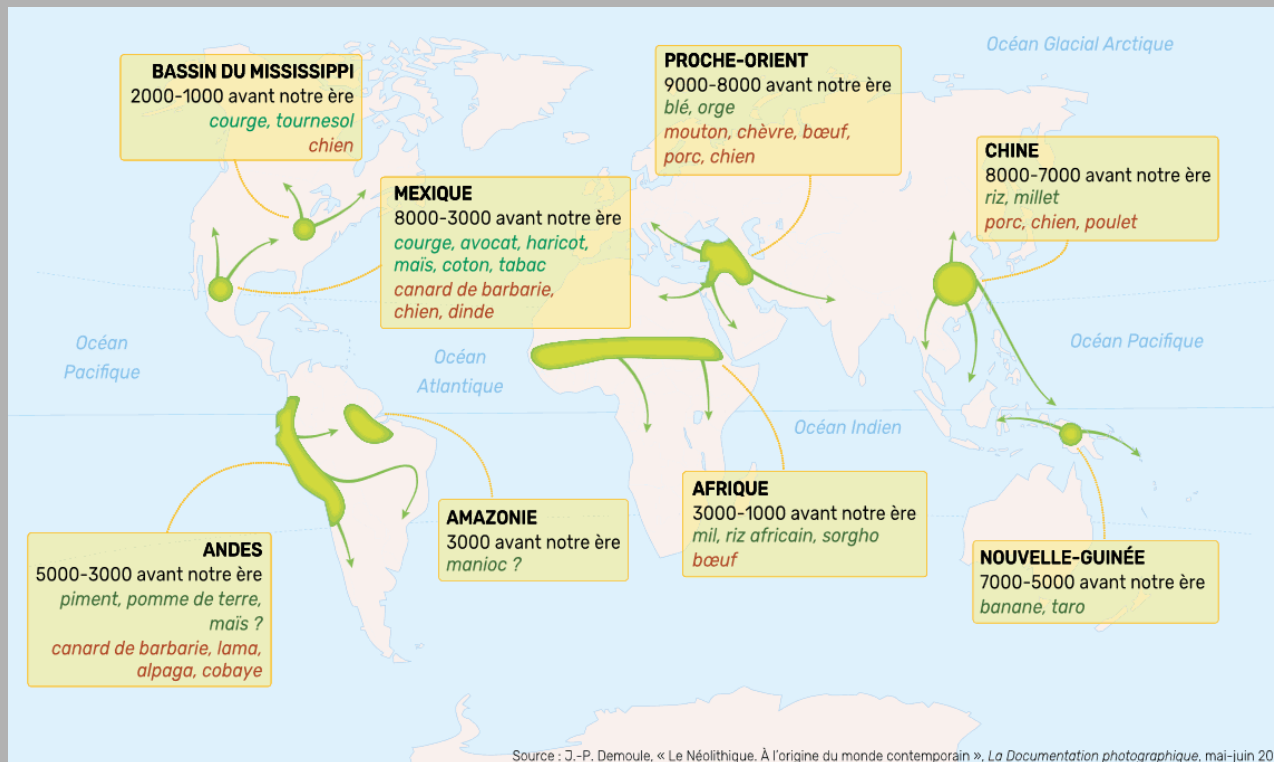 Océan Glacial Arctique
BASSIN DU MISSISSIPPI
2000-1000 avant notre ère
courge, tournesol
chien
PROCHE-ORIENT
9000-8000 avant notre ère
blé, orge
mouton, chèvre, bœuf,
porc, chien
CHINE
8000-7000 avant notre ère
riz, millet
porc, chien, poulet
MEXIQUE
8000-3000 avant notre ère
courge, avocat, haricot,
maïs, coton, tabac
canard de barbarie,
chien, dinde
Océan
Pacifique
Océan
Atlantique
Océan Pacifique
Océan Indien
ANDES
5000-3000 avant notre ère
piment, pomme de terre,
maïs ?
canard de barbarie, lama,
alpaga, cobaye
AMAZONIE
3000 avant notre ère
manioc ?
AFRIQUE
3000-1000 avant notre ère
mil, riz africain, sorgho
bœuf
NOUVELLE-GUINÉE
7000-5000 avant notre ère
banane, taro
Source : J.-P. Demoule, « Le Néolithique. À l'origine du monde contemporain », La Documentation photographique, mai-juin 20